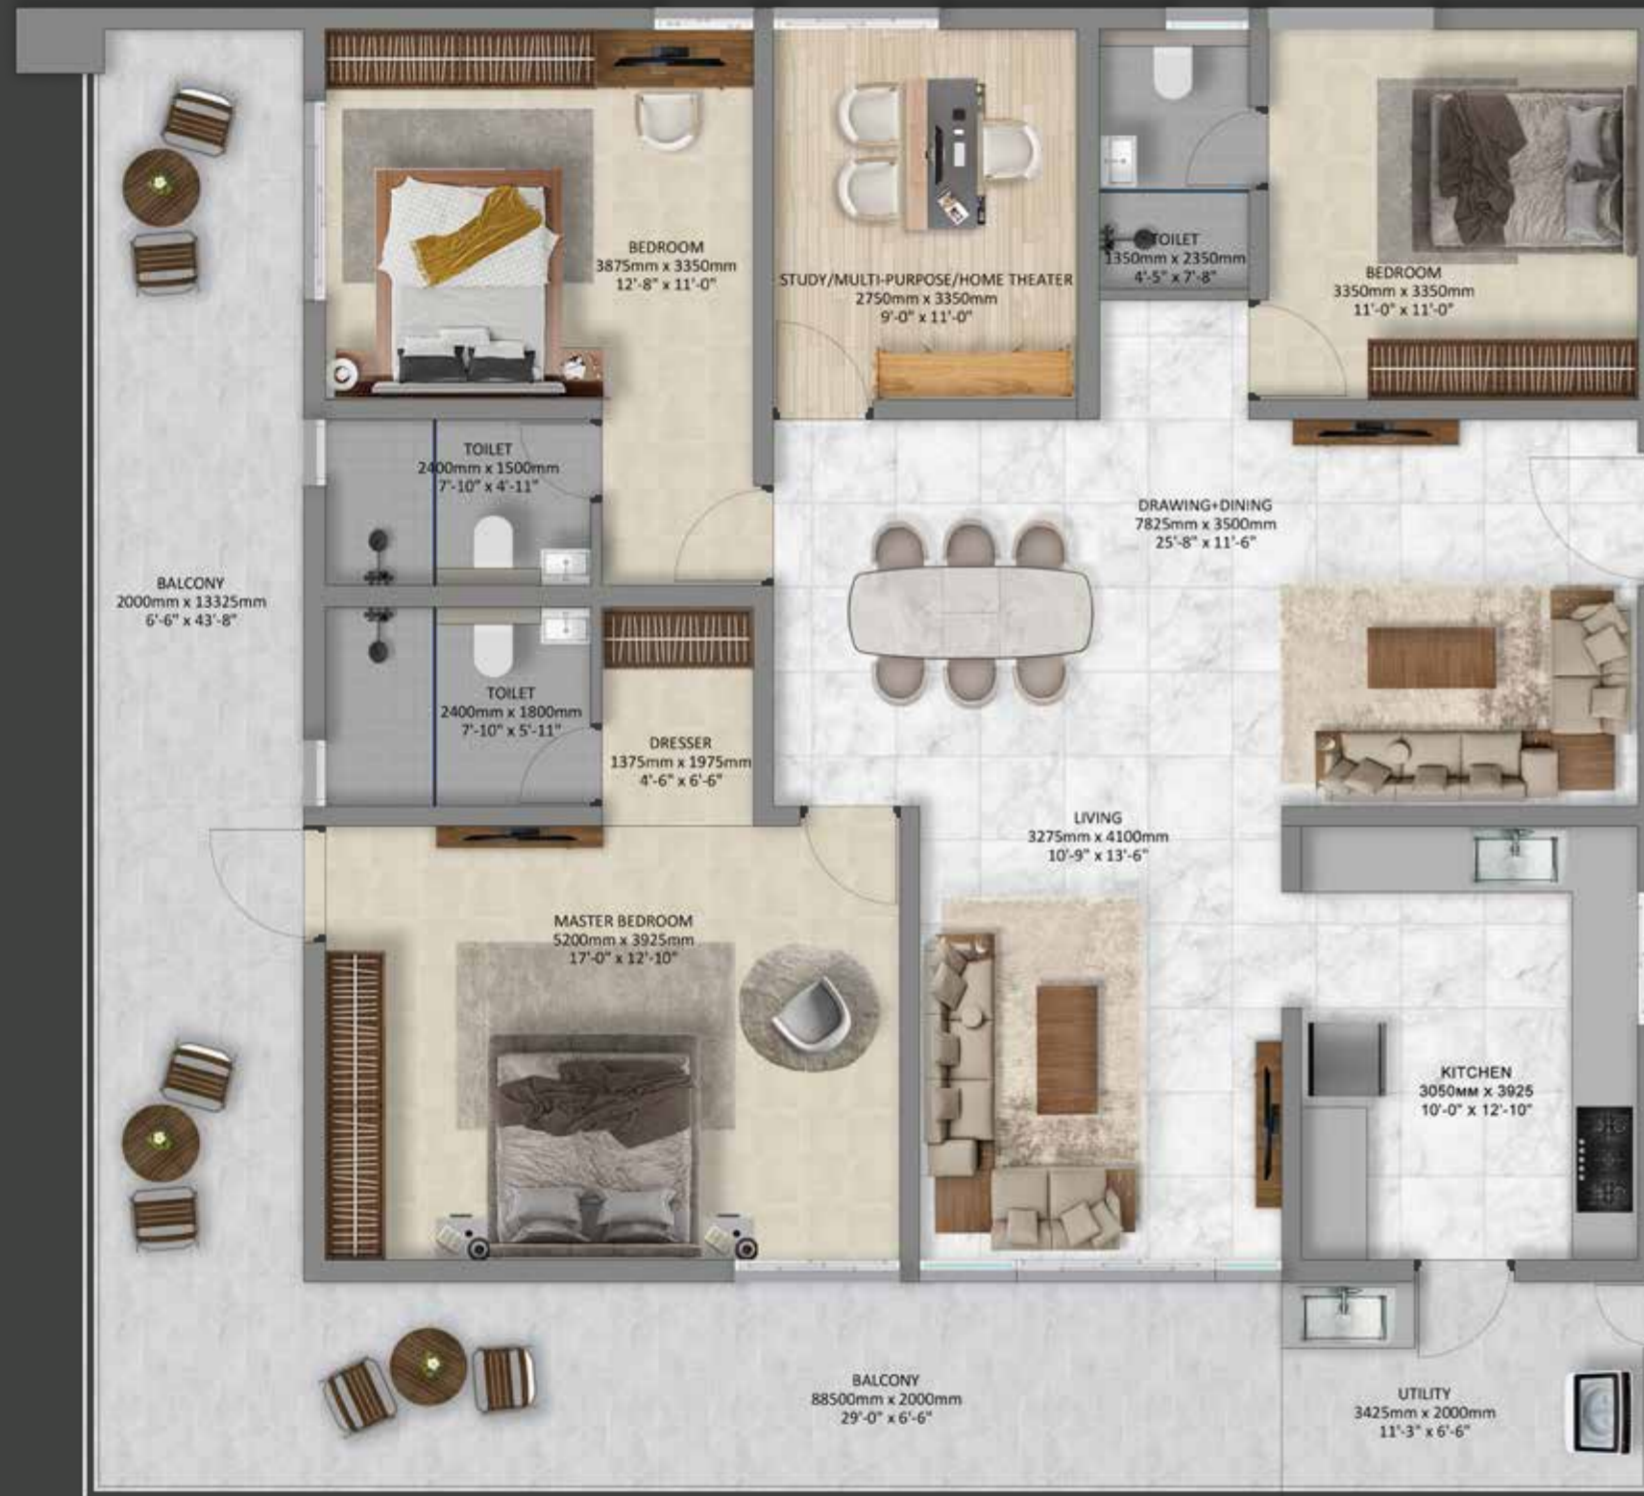 BEDROOM
3875mm x 3350mm
12'-8" x 11'-0"
STUDY/MULTI-PURPOSE/HOME THEATER
2750mm x 3350mm
9'-0" x 11'-0"
TOILET
1350mm x 2350mm
4'-5" x 7'-8"
BEDROOM
3350mm x 3350mm
11'-0" x 11'-0"
TOILET
2400mm x 1500mm
7'-10" x 4'-11"
DRAWING+DINING
7825mm x 3500mm
25'-8" x 11'-6"
BALCONY
2000mm x 13325mm
6'-6" x 43'-8"
TOILET
2400mm x 1800mm
7'-10" x 5'-11"
DRESSER
1375mm x 1975mm
4'-6" x 6'-6"
LIVING
3275mm x 4100mm
10'-9" x 13'-6"
MASTER BEDROOM
5200mm x 3925mm
17'-0" x 12'-10"
KITCHEN
3050MM X 3925
10'-0" X 12'-10"
BALCONY
88500mm x 2000mm
29'-0" x 6'-6"
UTILITY
3425mm x 2000mm
11'-3" x 6'-6"